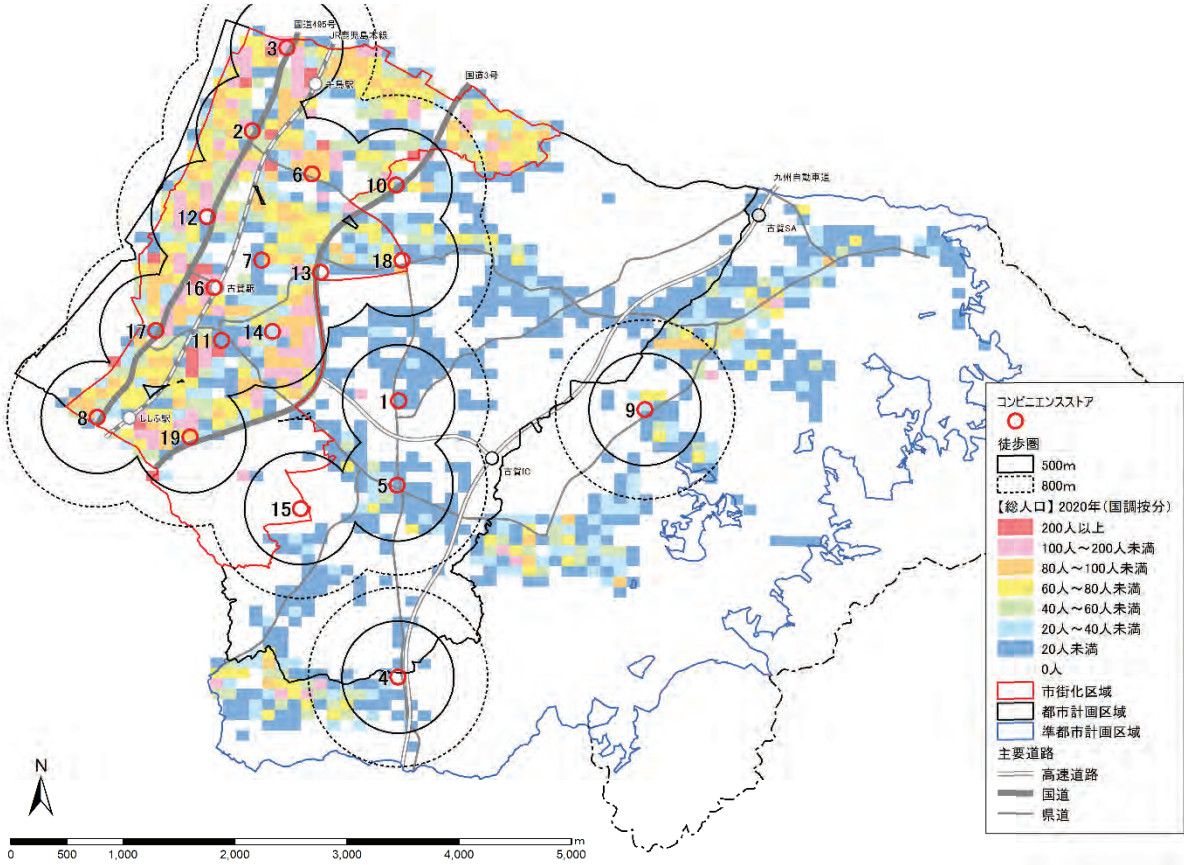 国道495号
JR鹿児島本線
3
千鳥駅
国道3号
2
6
10
九州自動車道
12
古賀SA
7
18
13
16
古賀駅
17
14
11
1
9
8
ししぶ駅
19
古賀IC
5
15
4
コンビニエンスストア
徒歩圏
500m
800m
【総人口】2020年(国調按分)
200人以上
100人～200人未満
80人～100人未満
60人～80人未満
40人～60人未満
20人～40人未満
20人未満
0人
市街化区域
都市計画区域
準都市計画区域
主要道路
高速道路
国道
県道
N
0 500 1,000 2,000 3,000 4,000 5,000 m